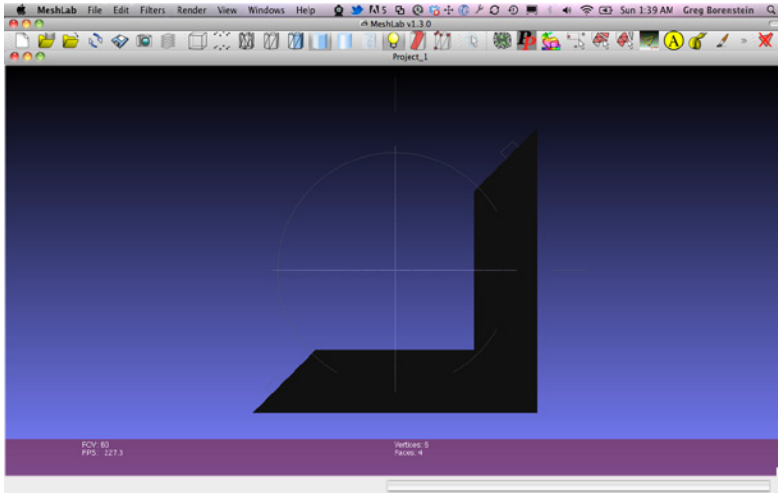 MeshLab File Edit Filters Render View Windows Help
Sun 1:39 AM Greg Borenstein
MeshLab v1.3.0
Project_1
FOV: 60
FPS: 227.3
Vertices: 5
Faces: 4